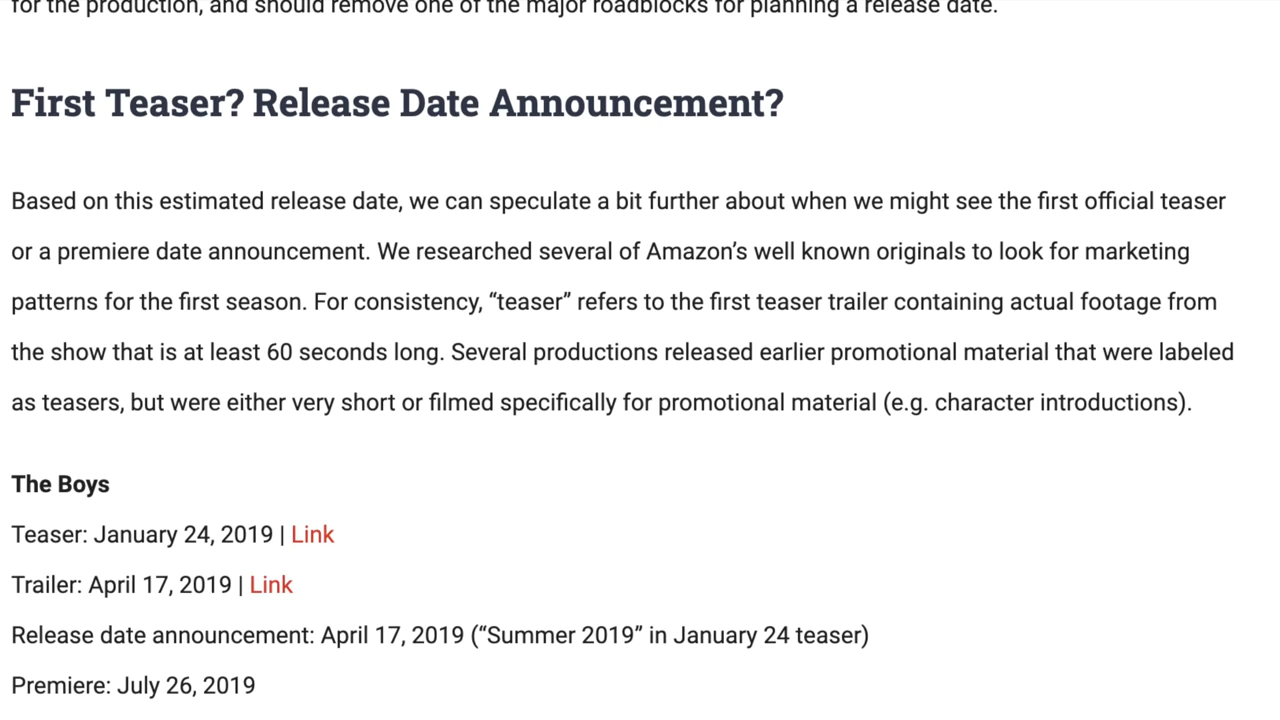 for the production, and should remove one of the major roadblocks for planning a release date.
First Teaser? Release Date Announcement?
Based on this estimated release date, we can speculate a bit further about when we might see the first official teaser
or a premiere date announcement. We researched several of Amazon’s well known originals to look for marketing
patterns for the first season. For consistency, “teaser” refers to the first teaser trailer containing actual footage from
the show that is at least 60 seconds long. Several productions released earlier promotional material that were labeled
as teasers, but were either very short or filmed specifically for promotional material (e.g. character introductions).
The Boys
Teaser: January 24, 2019 | Link
Trailer: April 17, 2019 | Link
Release date announcement: April 17, 2019 (“Summer 2019” in January 24 teaser)
Premiere: July 26, 2019